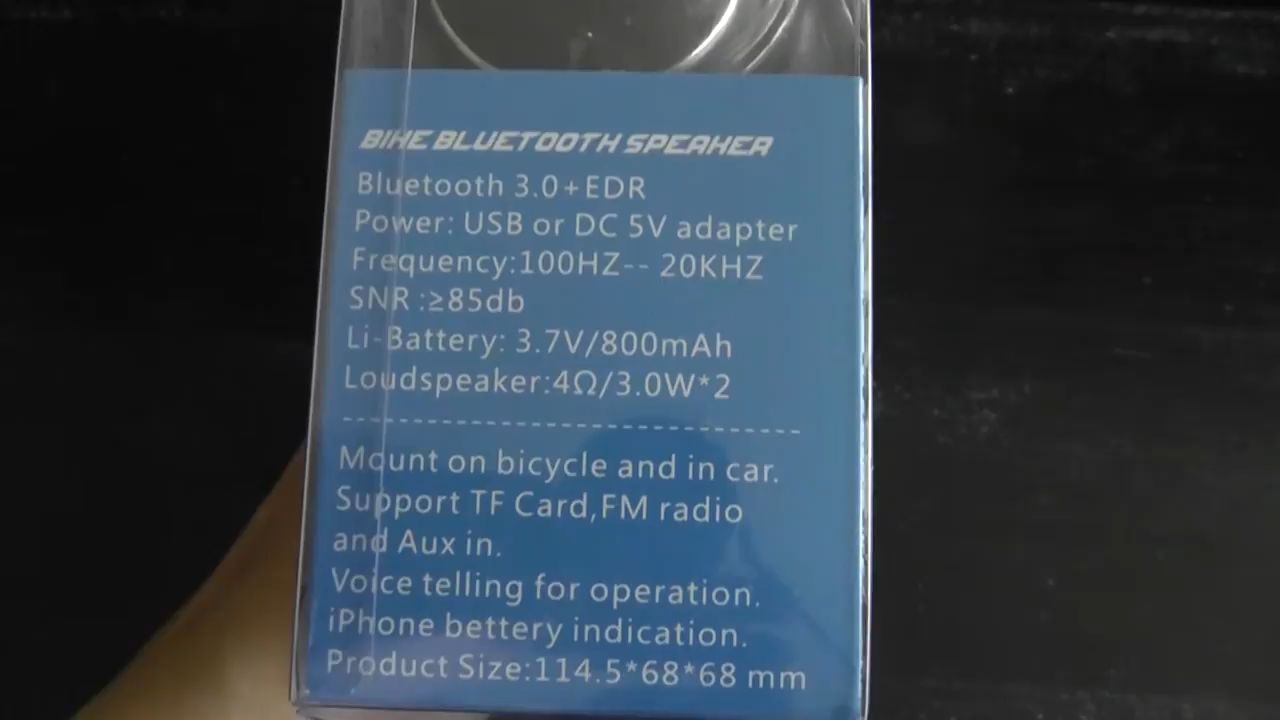 BIKE BLUETOOTH SPEAKER
Bluetooth 3.0+EDR
Power: USB or DC 5V adapter
Frequency:100HZ-- 20KHZ
SNR :≥85db
Li-Battery: 3.7V/800mAh
Loudspeaker:4Ω/3.0W*2
Mount on bicycle and in car.
Support TF Card,FM radio
and Aux in.
Voice telling for operation.
iPhone bettery indication.
Product Size:114.5*68*68 mm